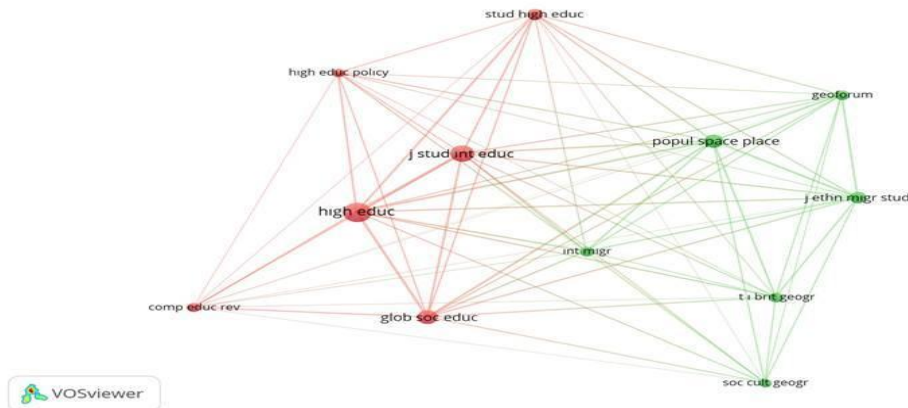 stud high educ
high educ policy
geoforum
popul space place
j stud int educ
j ethn migr stud
high educ
int migr
t i brit geogr
comp educ rev
glob soc educ
soc cult geogr
VOSviewer